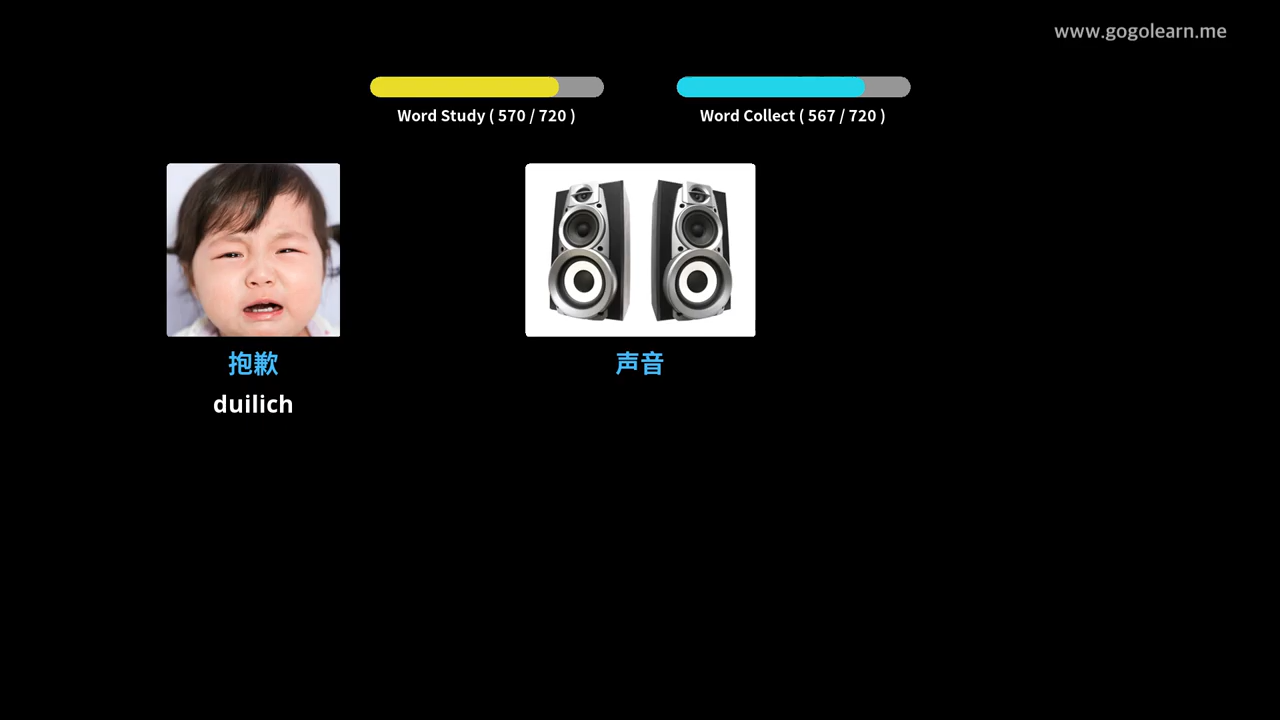 www.gogolearn.me
Word Study ( 570 / 720 )
Word Collect ( 567 / 720 )
抱歉
声音
duilich